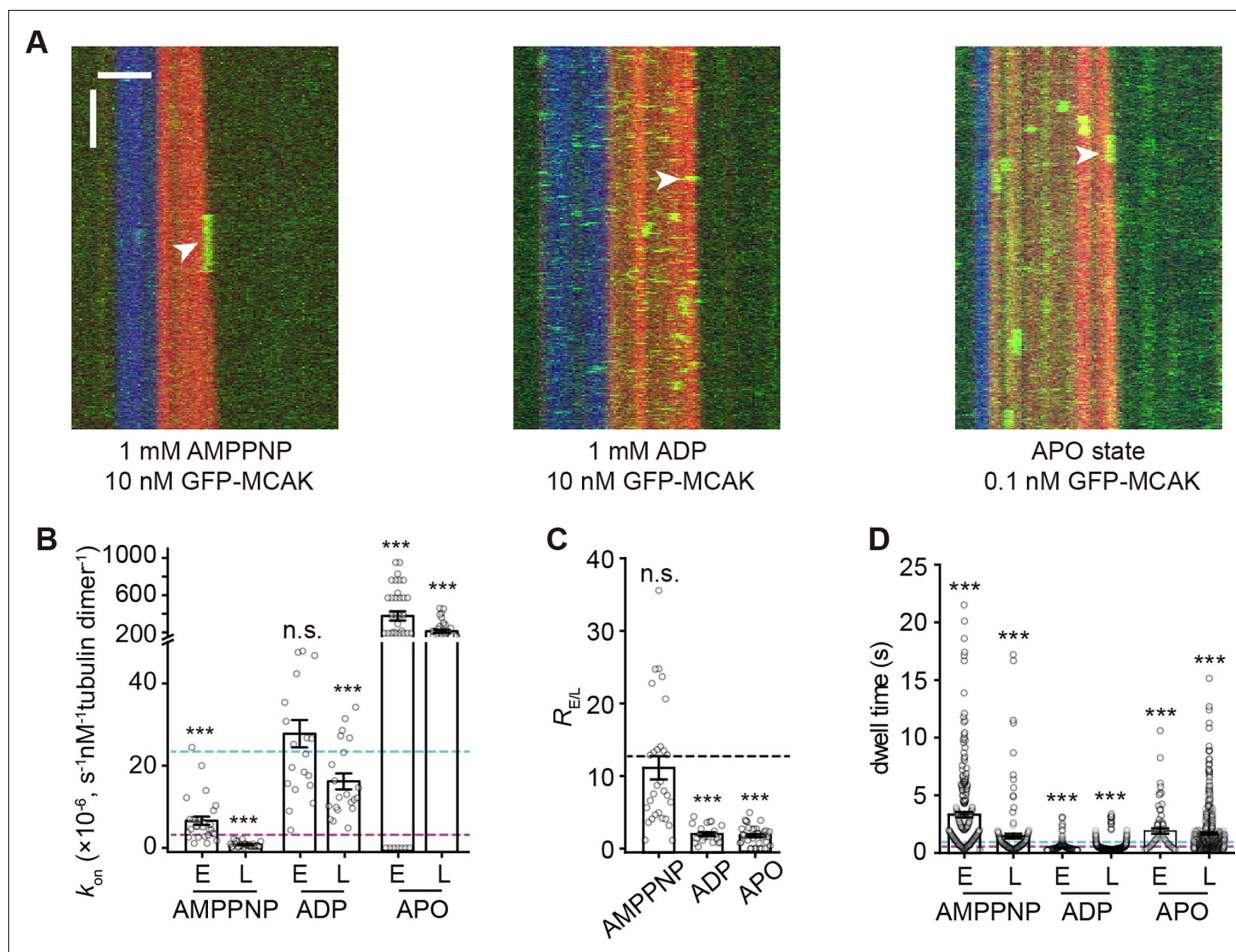 A
1 mM AMPPNP
10 nM GFP-MCAK
1 mM ADP
10 nM GFP-MCAK
APO state
0.1 nM GFP-MCAK
B
kon (×10⁻⁶, s⁻¹nM⁻¹tubulin dimer⁻¹)
1000
600
200
40
20
0
***
***
n.s.
***
***
***
E L E L E L
AMPPNP ADP APO
C
RE/L
40
30
20
10
0
n.s.
***
***
AMPPNP
ADP
APO
D
dwell time (s)
25
20
15
10
5
0
***
***
***
***
***
***
E L E L E L
AMPPNP ADP APO